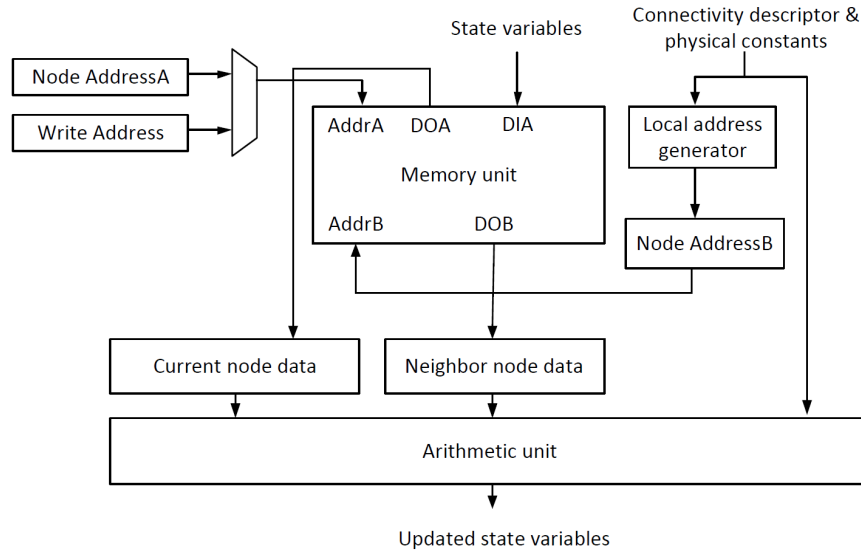 State variables
Connectivity descriptor &
physical constants
Node AddressA
Write Address
AddrA DOA DIA
Memory unit
AddrB DOB
Local address
generator
Node AddressB
Current node data
Neighbor node data
Arithmetic unit
Updated state variables